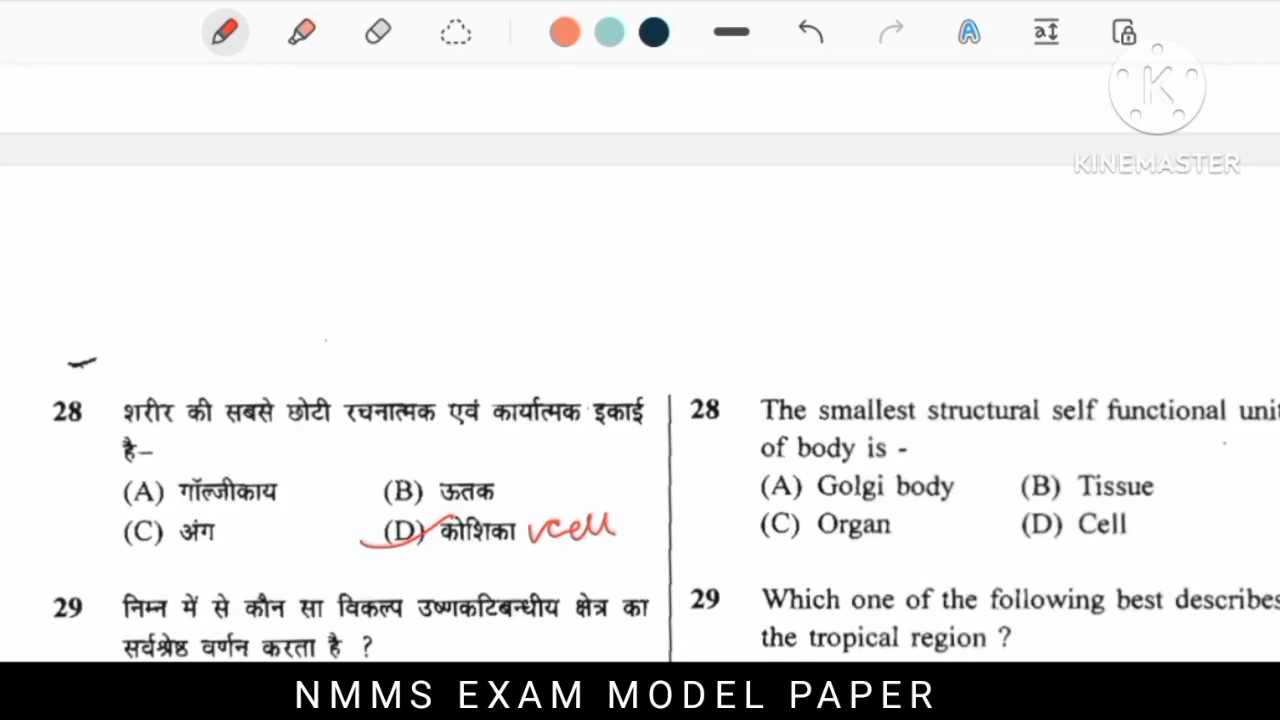 KINEMASTER
28 शरीर की सबसे छोटी रचनात्मक एवं कार्यात्मक इकाई
है–
(A) गॉल्जीकाय (B) ऊतक
(C) अंग (D) कोशिका cell
29 निम्न में से कौन सा विकल्प उष्णकटिबन्धीय क्षेत्र का
सर्वश्रेष्ठ वर्णन करता है ?
28 The smallest structural self functional unit
of body is -
(A) Golgi body (B) Tissue
(C) Organ (D) Cell
29 Which one of the following best describes
the tropical region ?
NMMS EXAM MODEL PAPER